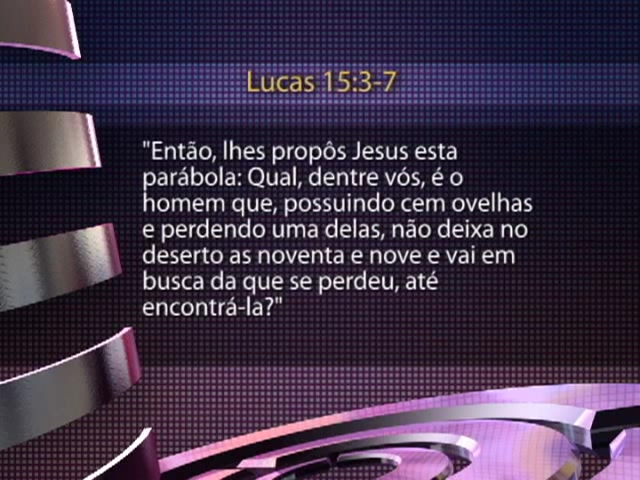 Lucas 15:3-7
"Então, lhes propôs Jesus esta
parábola: Qual, dentre vós, é o
homem que, possuindo cem ovelhas
e perdendo uma delas, não deixa no
deserto as noventa e nove e vai em
busca da que se perdeu, até
encontrá-la?"